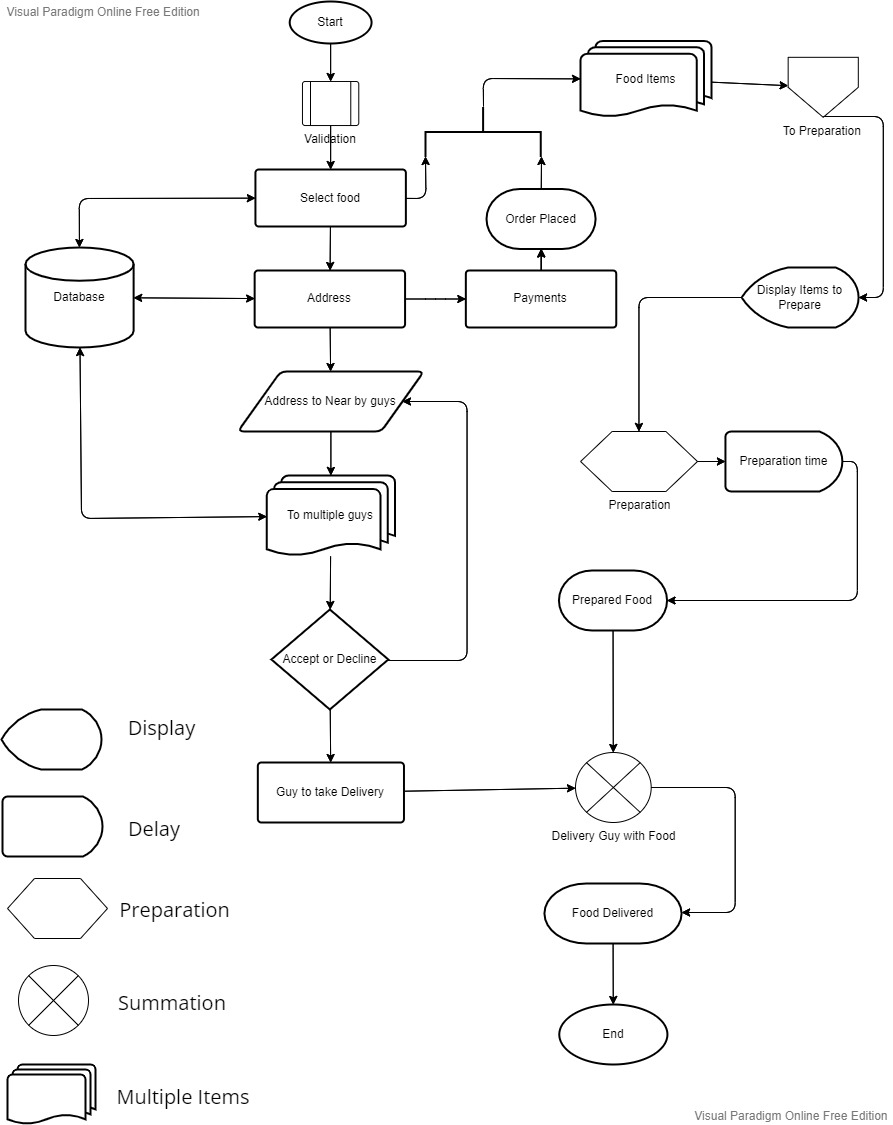 Visual Paradigm Online Free Edition
Start
Validation
Food Items
To Preparation
Select food
Order Placed
Database
Address
Payments
Display Items to
Prepare
Address to Near by guys
Preparation
Preparation time
To multiple guys
Prepared Food
Accept or Decline
Guy to take Delivery
Delivery Guy with Food
Food Delivered
End
Display
Delay
Preparation
Summation
Multiple Items
Visual Paradigm Online Free Edition